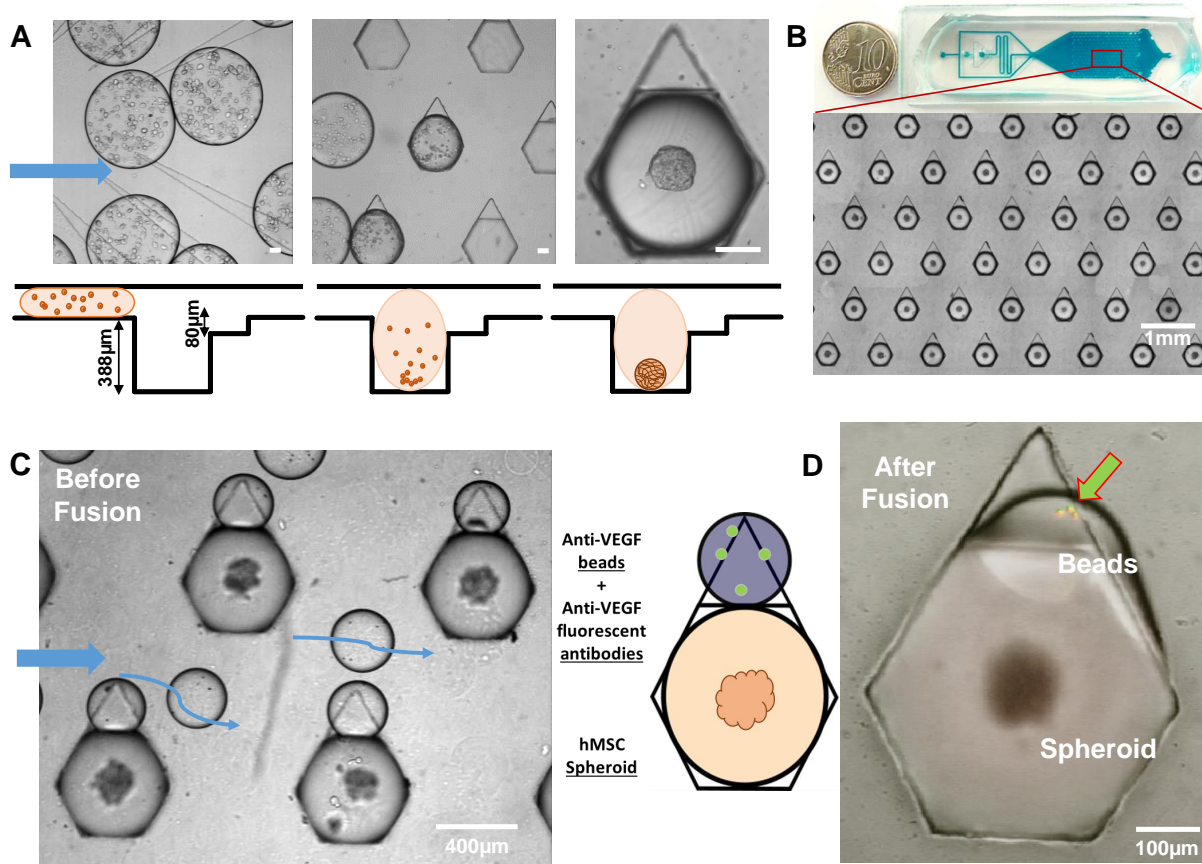 A
388µm
80µm
B
10
EURO
CENT
1mm
C
Before
Fusion
400µm
Anti-VEGF
beads
+
Anti-VEGF
fluorescent
antibodies
hMSC
Spheroid
D
After
Fusion
Beads
Spheroid
100µm